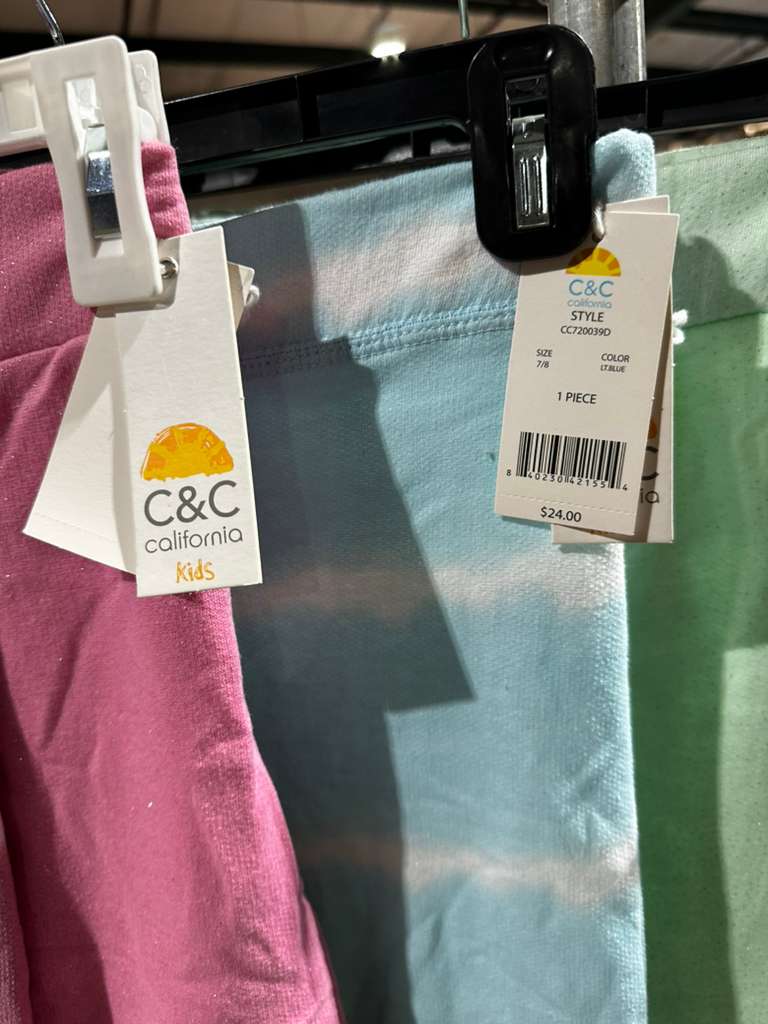 C&C
california
Kids
C&C
california
STYLE
CC720039D
SIZE
7/8
COLOR
LT.BLUE
1 PIECE
8 40230 42155 4
$24.00
C
ia